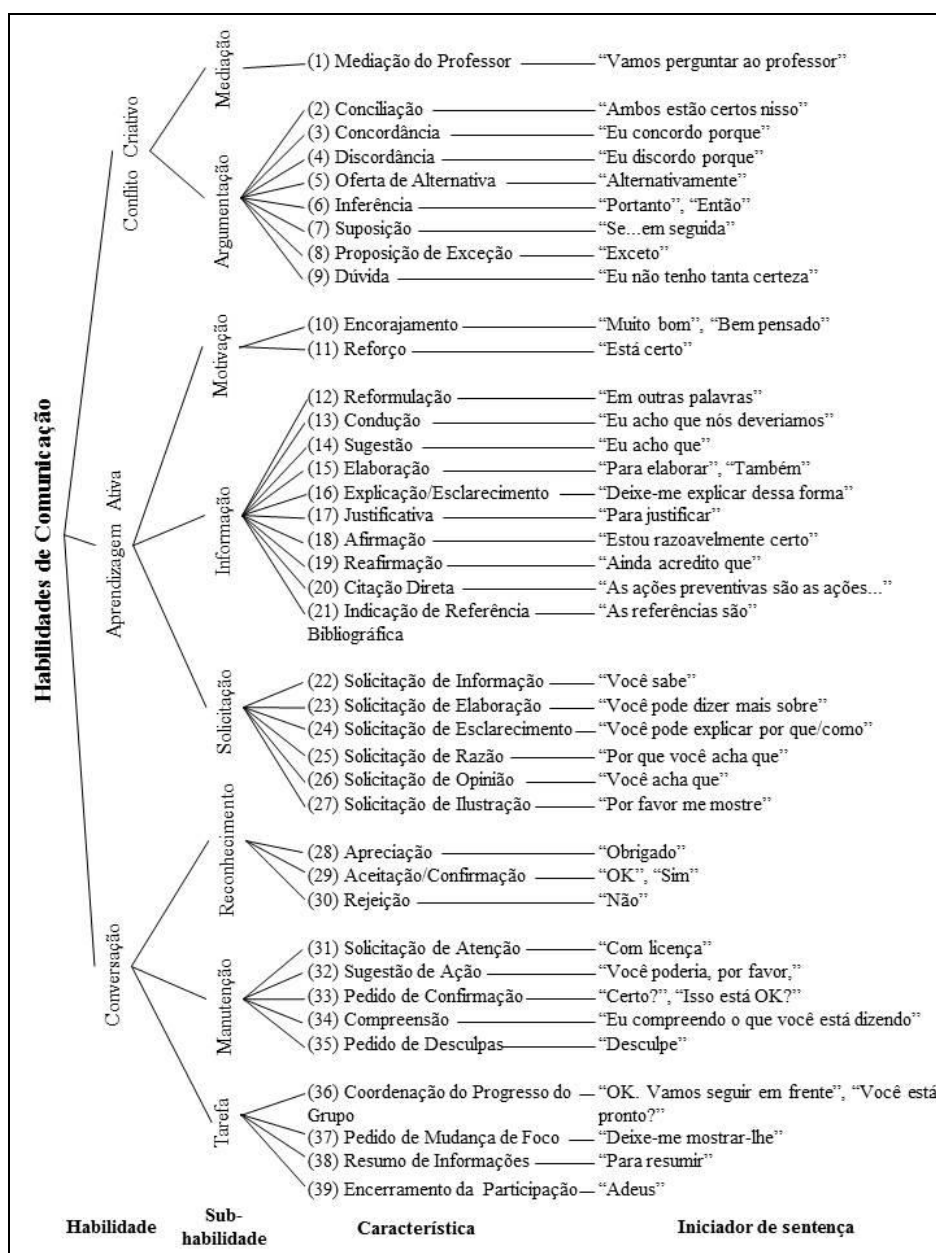 Habilidades de Comunicação
Conflito Criativo
Mediação
(1) Mediação do Professor “Vamos perguntar ao professor”
Argumentação
(2) Conciliação “Ambos estão certos nisso”
(3) Concordância “Eu concordo porque”
(4) Discordância “Eu discordo porque”
(5) Oferta de Alternativa “Alternativamente”
(6) Inferência “Portanto”, “Então”
(7) Suposição “Se...em seguida”
(8) Proposição de Exceção “Exceto”
(9) Dúvida “Eu não tenho tanta certeza”
Aprendizagem Ativa
Motivação
(10) Encorajamento “Muito bom”, “Bem pensado”
(11) Reforço “Está certo”
Informação
(12) Reformulação “Em outras palavras”
(13) Condução “Eu acho que nós deveriamos”
(14) Sugestão “Eu acho que”
(15) Elaboração “Para elaborar”, “Também”
(16) Explicação/Esclarecimento “Deixe-me explicar dessa forma”
(17) Justificativa “Para justificar”
(18) Afirmação “Estou razoavelmente certo”
(19) Reafirmação “Ainda acredito que”
(20) Citação Direta “As ações preventivas são as ações...”
(21) Indicação de Referência “As referências são”
Bibliográfica
Solicitação
(22) Solicitação de Informação “Você sabe”
(23) Solicitação de Elaboração “Você pode dizer mais sobre”
(24) Solicitação de Esclarecimento “Você pode explicar por que/como”
(25) Solicitação de Razão “Por que você acha que”
(26) Solicitação de Opinião “Você acha que”
(27) Solicitação de Ilustração “Por favor me mostre”
Conversação
Reconhecimento
(28) Apreciação “Obrigado”
(29) Aceitação/Confirmação “OK”, “Sim”
(30) Rejeição “Não”
Manutenção
(31) Solicitação de Atenção “Com licença”
(32) Sugestão de Ação “Você poderia, por favor,”
(33) Pedido de Confirmação “Certo?”, “Isso está OK?”
(34) Compreensão “Eu compreendo o que você está dizendo”
(35) Pedido de Desculpas “Desculpe”
Tarefa
(36) Coordenação do Progresso do “OK. Vamos seguir em frente”, “Você está
Grupo pronto?”
(37) Pedido de Mudança de Foco “Deixe-me mostrar-lhe”
(38) Resumo de Informações “Para resumir”
(39) Encerramento da Participação “Adeus”
Habilidade Sub- Característica Iniciador de sentença
habilidade